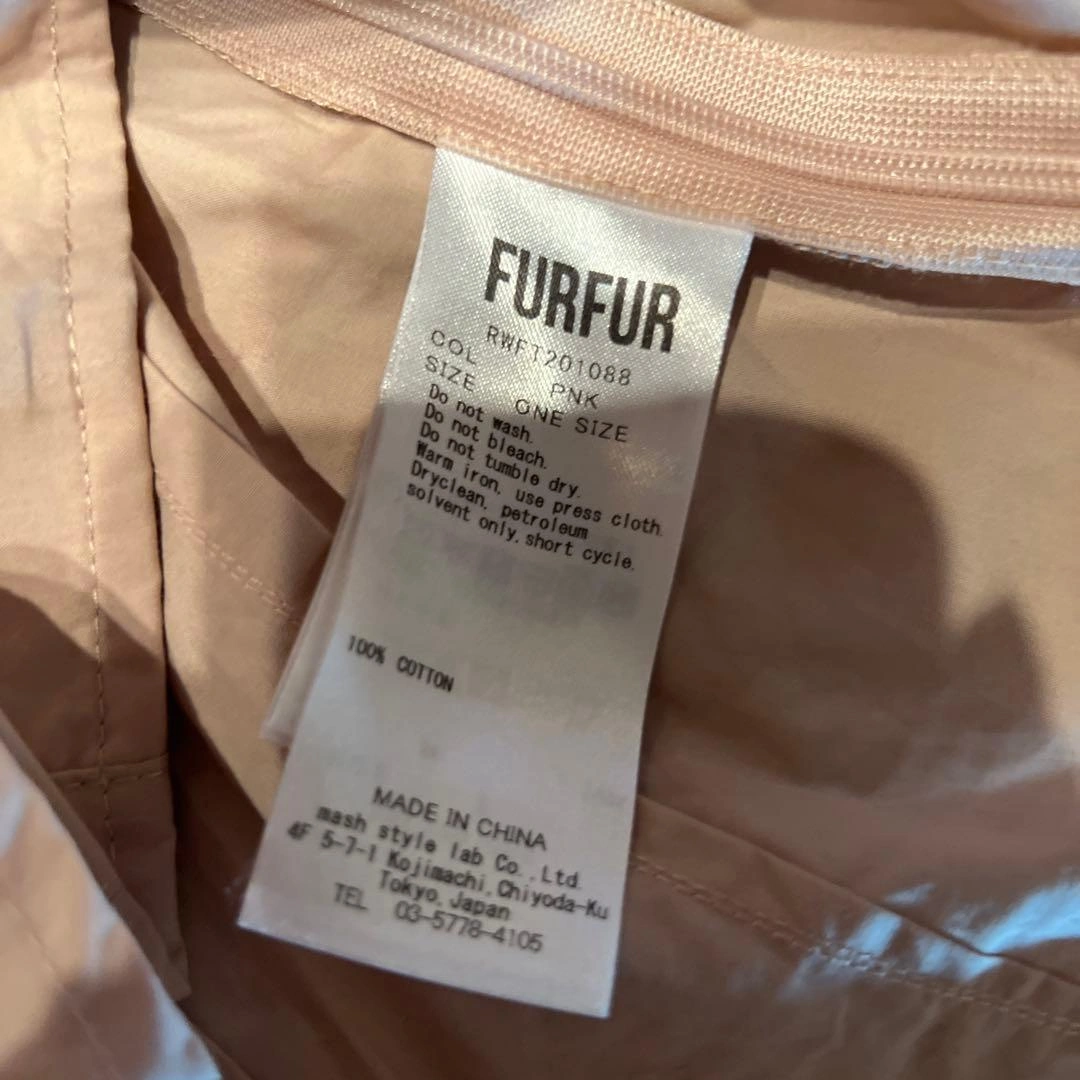 FURFUR
RWFT201088
COL PNK
SIZE ONE SIZE
Do not wash.
Do not bleach.
Do not tumble dry.
Warm iron, use press cloth.
Dryclean, petroleum
solvent only, short cycle.
100% COTTON
MADE IN CHINA
mash style lab Co.,Ltd.
4F 5-7-1 Kojimachi,Chiyoda-Ku
Tokyo,Japan
TEL 03-5778-4105